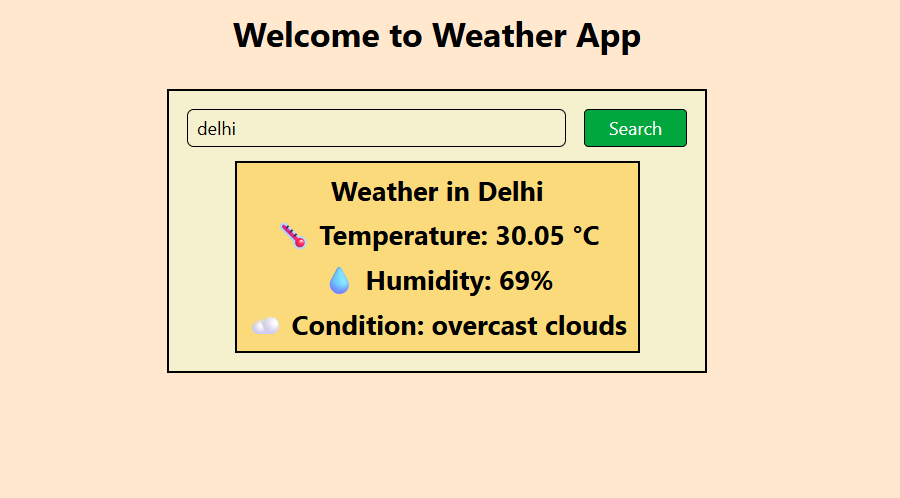 Welcome to Weather App
delhi
Search
Weather in Delhi
🌡️ Temperature: 30.05 °C
💧 Humidity: 69%
☁️ Condition: overcast clouds